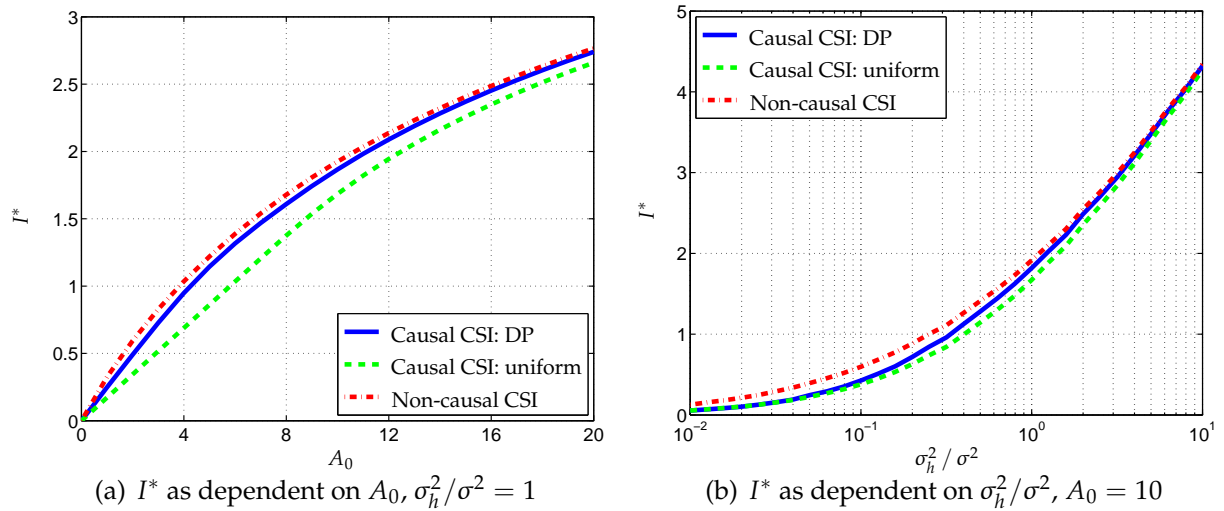 3
2.5
2
1.5
1
0.5
0
0
4
8
12
16
20
I*
A₀
Causal CSI: DP
Causal CSI: uniform
Non-causal CSI
(a) I* as dependent on A₀, σ²ₕ/σ² = 1
5
4
3
2
1
0
10⁻²
10⁻¹
10⁰
10¹
I*
σ²ₕ / σ²
Causal CSI: DP
Causal CSI: uniform
Non-causal CSI
(b) I* as dependent on σ²ₕ/σ², A₀ = 10